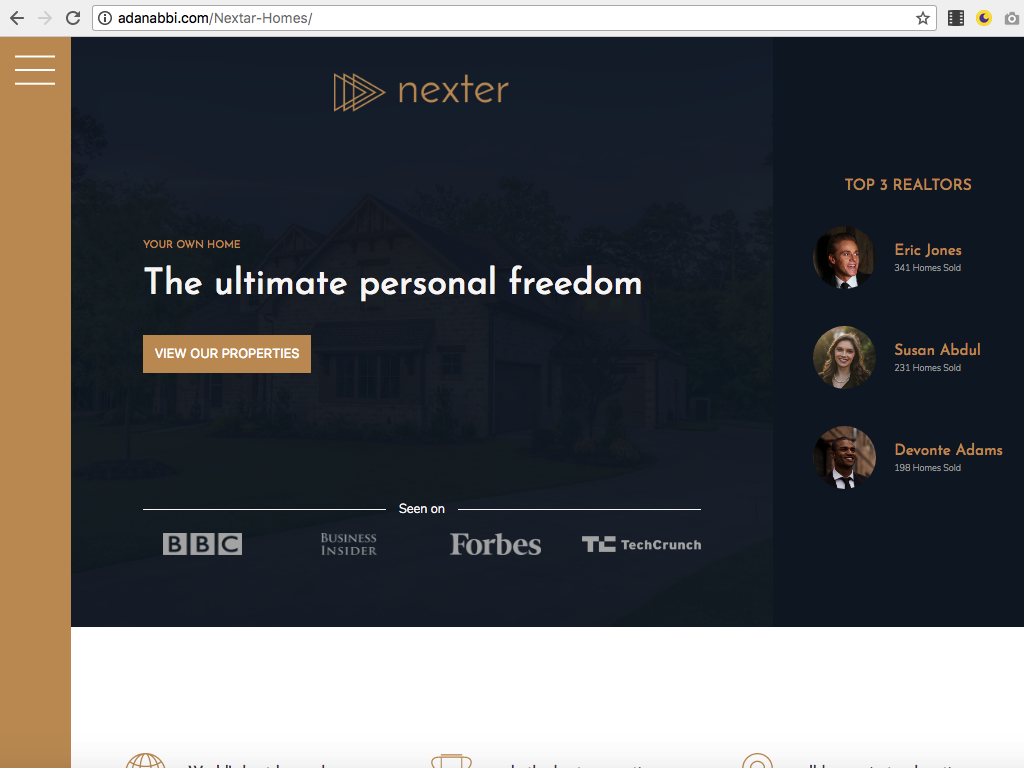 adanabbi.com/Nextar-Homes/
nexter
YOUR OWN HOME
The ultimate personal freedom
VIEW OUR PROPERTIES
Seen on
BBC
BUSINESS
INSIDER
Forbes
TC TechCrunch
TOP 3 REALTORS
Eric Jones
341 Homes Sold
Susan Abdul
231 Homes Sold
Devonte Adams
198 Homes Sold